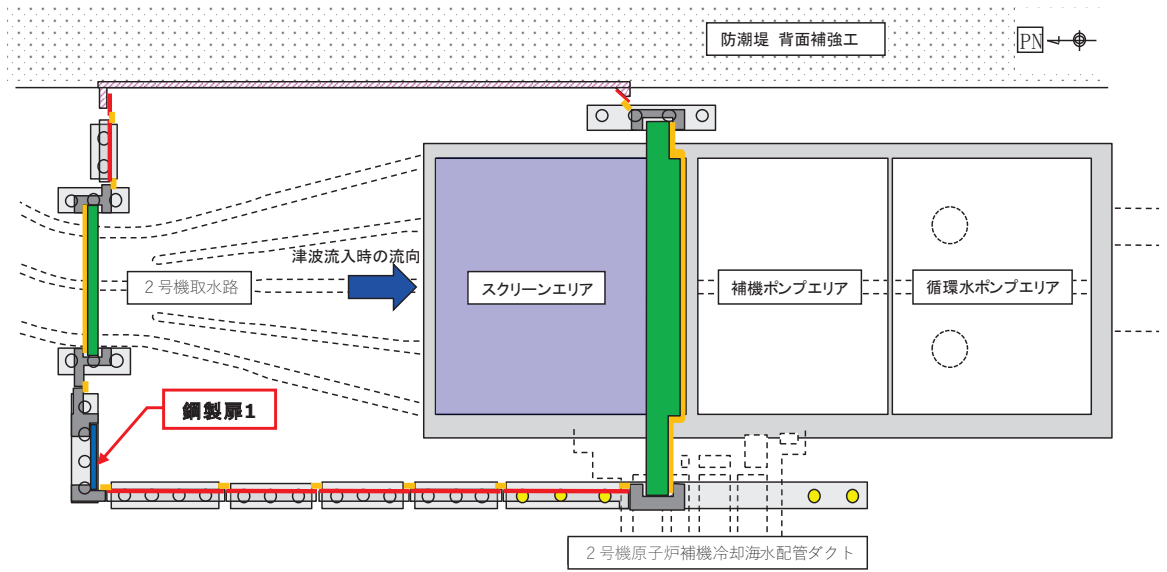 防潮堤 背面補強工
PN
津波流入時の流向
2号機取水路
スクリーンエリア
補機ポンプエリア
循環水ポンプエリア
鋼製扉1
2号機原子炉補機冷却海水配管ダクト